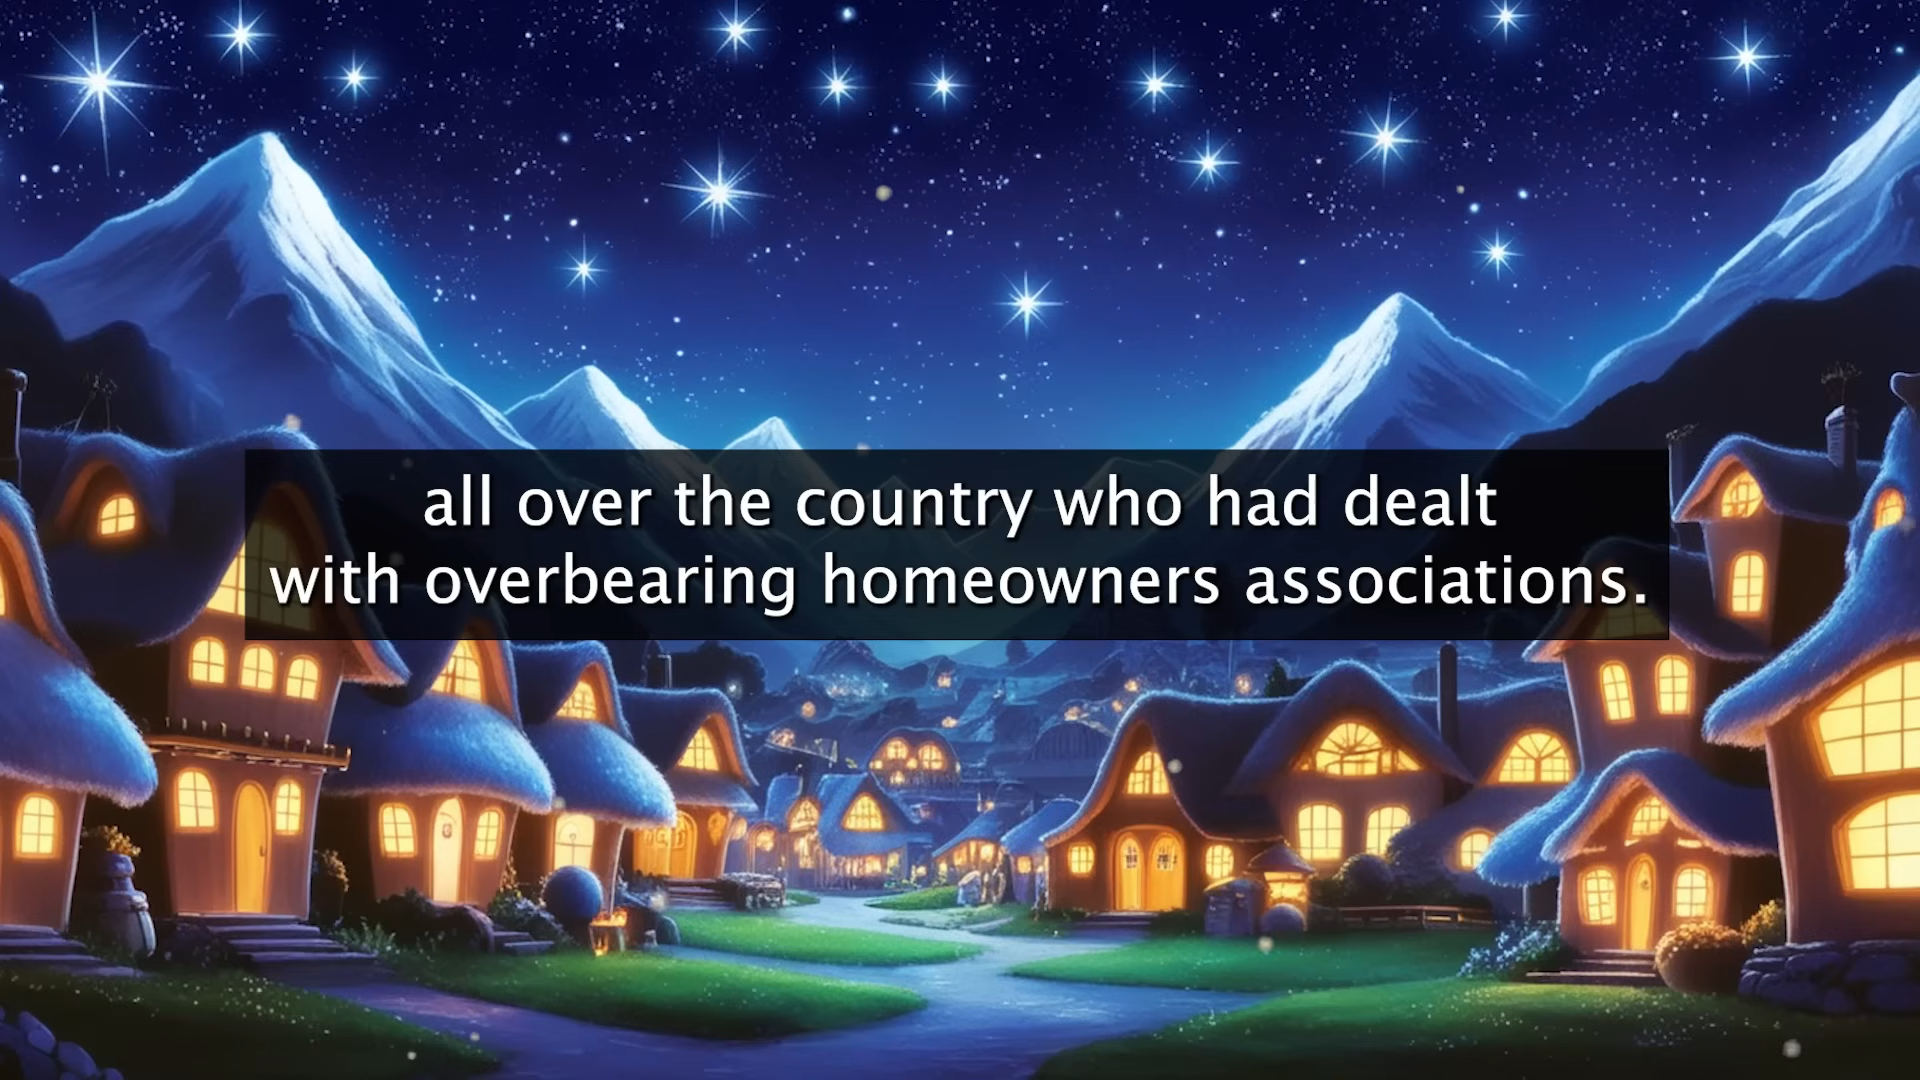 all over the country who had dealt
with overbearing homeowners associations.